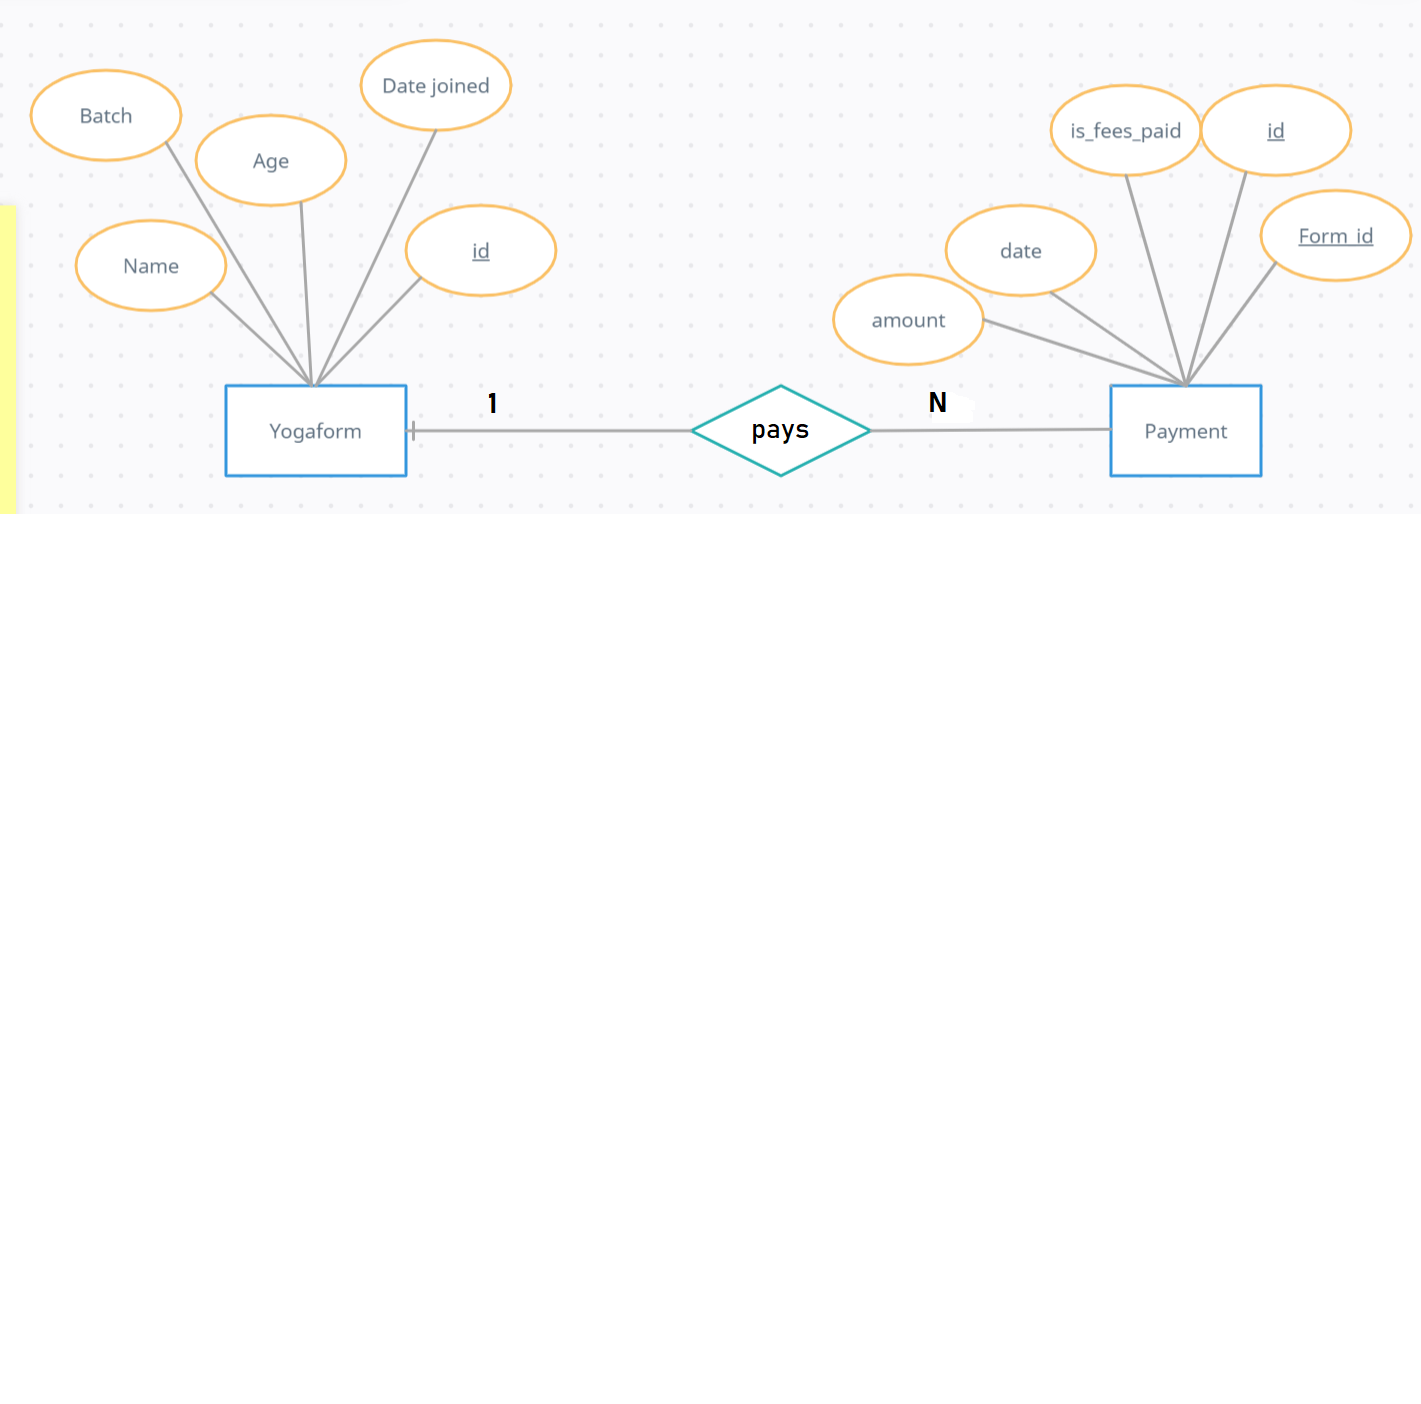 Date joined
Batch
Age
Name
id
is_fees_paid
id
Form_id
date
amount
1
N
Yogaform
pays
Payment